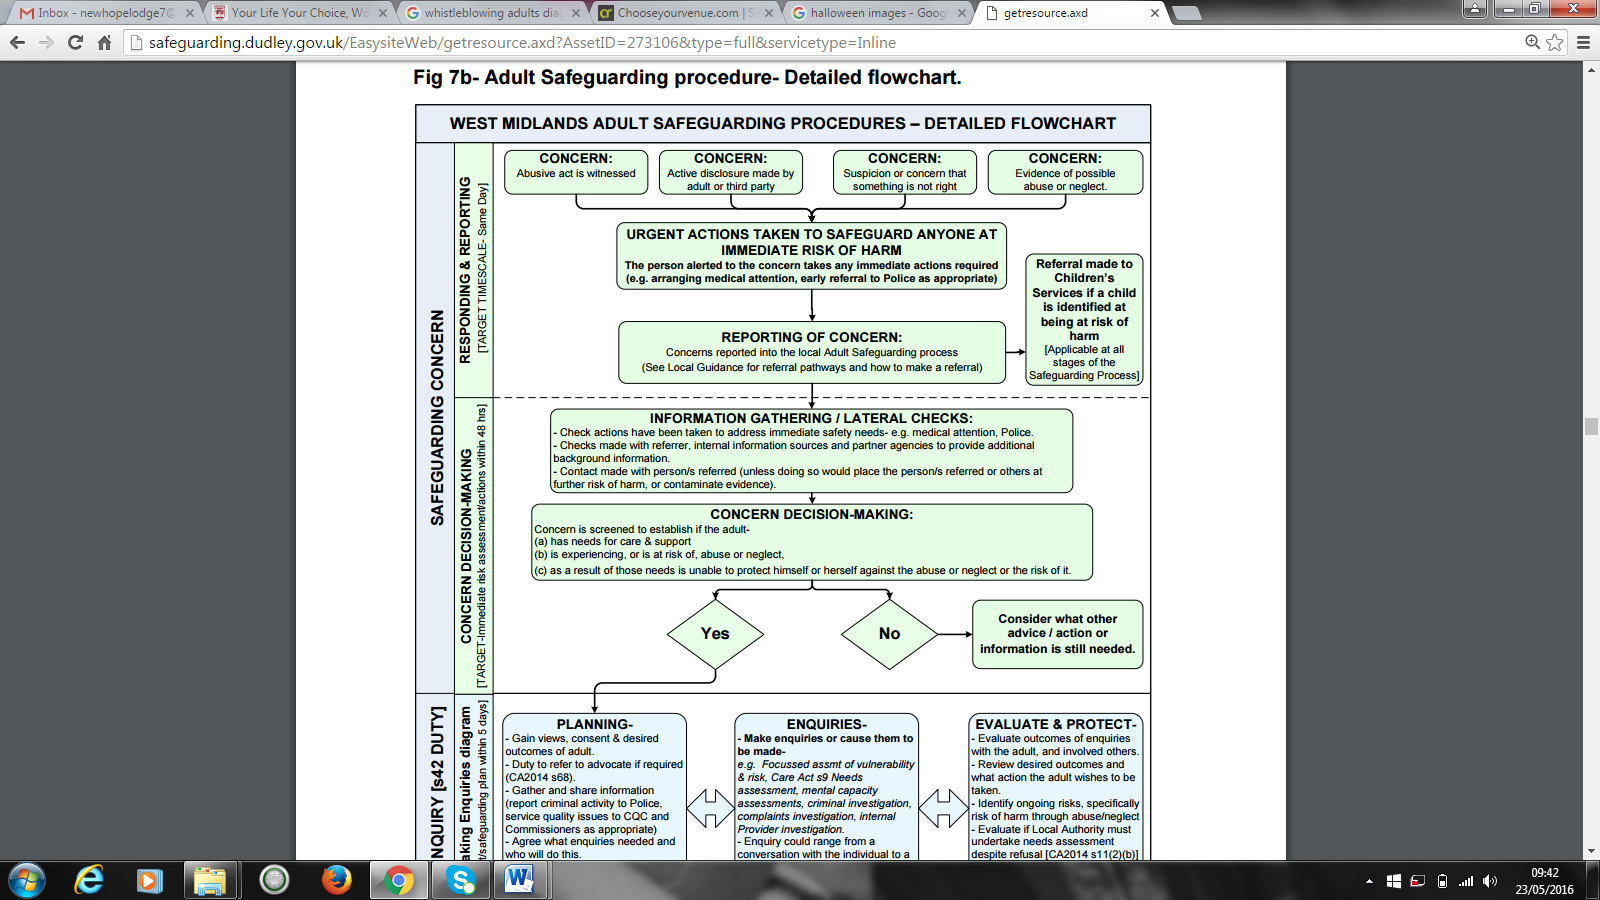 Inbox - newhopelodge7@
Your Life Your Choice, Wo
whistleblowing adults dia
Chooseyourvenue.com | S
halloween images - Goog
getresource.axd
safeguarding.dudley.gov.uk/EasysiteWeb/getresource.axd?AssetID=273106&type=full&servicetype=Inline
Fig 7b- Adult Safeguarding procedure- Detailed flowchart.
WEST MIDLANDS ADULT SAFEGUARDING PROCEDURES – DETAILED FLOWCHART
SAFEGUARDING CONCERN
RESPONDING & REPORTING
[TARGET TIMESCALE- Same Day]
CONCERN:
Abusive act is witnessed
CONCERN:
Active disclosure made by
adult or third party
CONCERN:
Suspicion or concern that
something is not right
CONCERN:
Evidence of possible
abuse or neglect.
URGENT ACTIONS TAKEN TO SAFEGUARD ANYONE AT
IMMEDIATE RISK OF HARM
The person alerted to the concern takes any immediate actions required
(e.g. arranging medical attention, early referral to Police as appropriate)
Referral made to
Children's
Services if a child
is identified at
being at risk of
harm
[Applicable at all
stages of the
Safeguarding Process]
REPORTING OF CONCERN:
Concerns reported into the local Adult Safeguarding process
(See Local Guidance for referral pathways and how to make a referral)
CONCERN DECISION-MAKING
[TARGET-Immediate risk assessment/actions within 48 hrs]
INFORMATION GATHERING / LATERAL CHECKS:
- Check actions have been taken to address immediate safety needs- e.g. medical attention, Police.
- Checks made with referrer, internal information sources and partner agencies to provide additional
background information.
- Contact made with person/s referred (unless doing so would place the person/s referred or others at
further risk of harm, or contaminate evidence).
CONCERN DECISION-MAKING:
Concern is screened to establish if the adult-
(a) has needs for care & support
(b) is experiencing, or is at risk of, abuse or neglect,
(c) as a result of those needs is unable to protect himself or herself against the abuse or neglect or the risk of it.
Yes
No
Consider what other
advice / action or
information is still needed.
NQUIRY [s42 DUTY]
aking Enquiries diagram
t/safeguarding plan within 5 days]
PLANNING-
- Gain views, consent & desired
outcomes of adult.
- Duty to refer to advocate if required
(CA2014 s68).
- Gather and share information
(report criminal activity to Police,
service quality issues to CQC and
Commissioners as appropriate)
- Agree what enquiries needed and
who will do this.
ENQUIRIES-
- Make enquiries or cause them to
be made-
e.g. Focussed assmt of vulnerability
& risk, Care Act s9 Needs
assessment, mental capacity
assessments, criminal investigation,
complaints investigation, internal
Provider investigation.
- Enquiry could range from a
conversation with the individual to a
EVALUATE & PROTECT-
- Evaluate outcomes of enquiries
with the adult, and involved others.
- Review desired outcomes and
what action the adult wishes to be
taken.
- Identify ongoing risks, specifically
risk of harm through abuse/neglect
- Evaluate if Local Authority must
undertake needs assessment
despite refusal [CA2014 s11(2)(b)]
09:42
23/05/2016